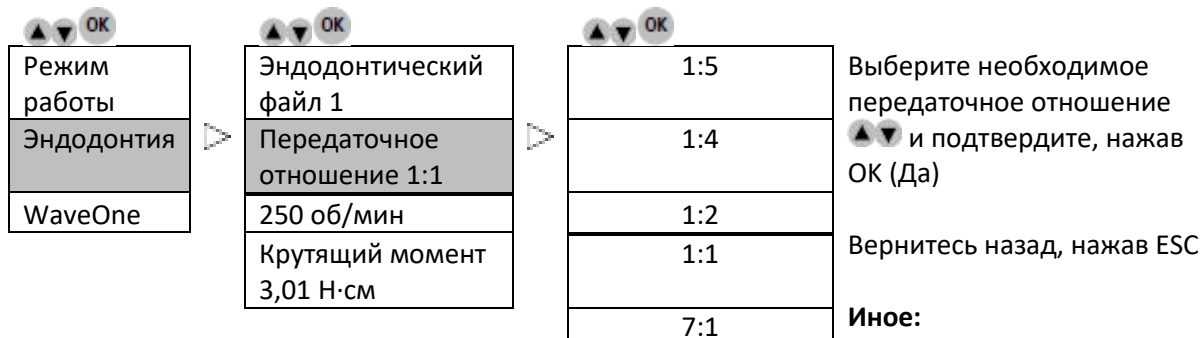 ▲ ▼ OK
Режим
работы
Эндодонтия
WaveOne
▲ ▼ OK
Эндодонтический
файл 1
Передаточное
отношение 1:1
250 об/мин
Крутящий момент
3,01 Н·см
▲ ▼ OK
1:5
1:4
1:2
1:1
7:1
Выберите необходимое
передаточное отношение
▲ ▼ и подтвердите, нажав
OK (Да)
Вернитесь назад, нажав ESC
Иное: